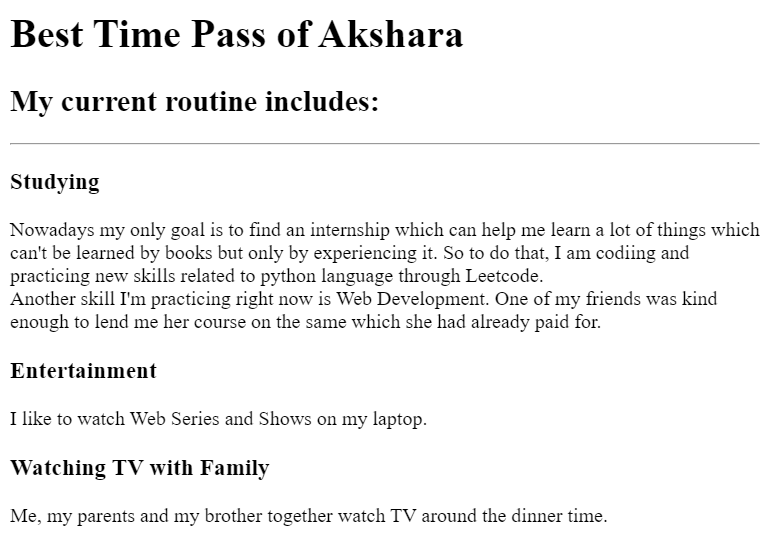 Best Time Pass of Akshara
My current routine includes:
Studying
Nowadays my only goal is to find an internship which can help me learn a lot of things which
can't be learned by books but only by experiencing it. So to do that, I am codiing and
practicing new skills related to python language through Leetcode.
Another skill I'm practicing right now is Web Development. One of my friends was kind
enough to lend me her course on the same which she had already paid for.
Entertainment
I like to watch Web Series and Shows on my laptop.
Watching TV with Family
Me, my parents and my brother together watch TV around the dinner time.